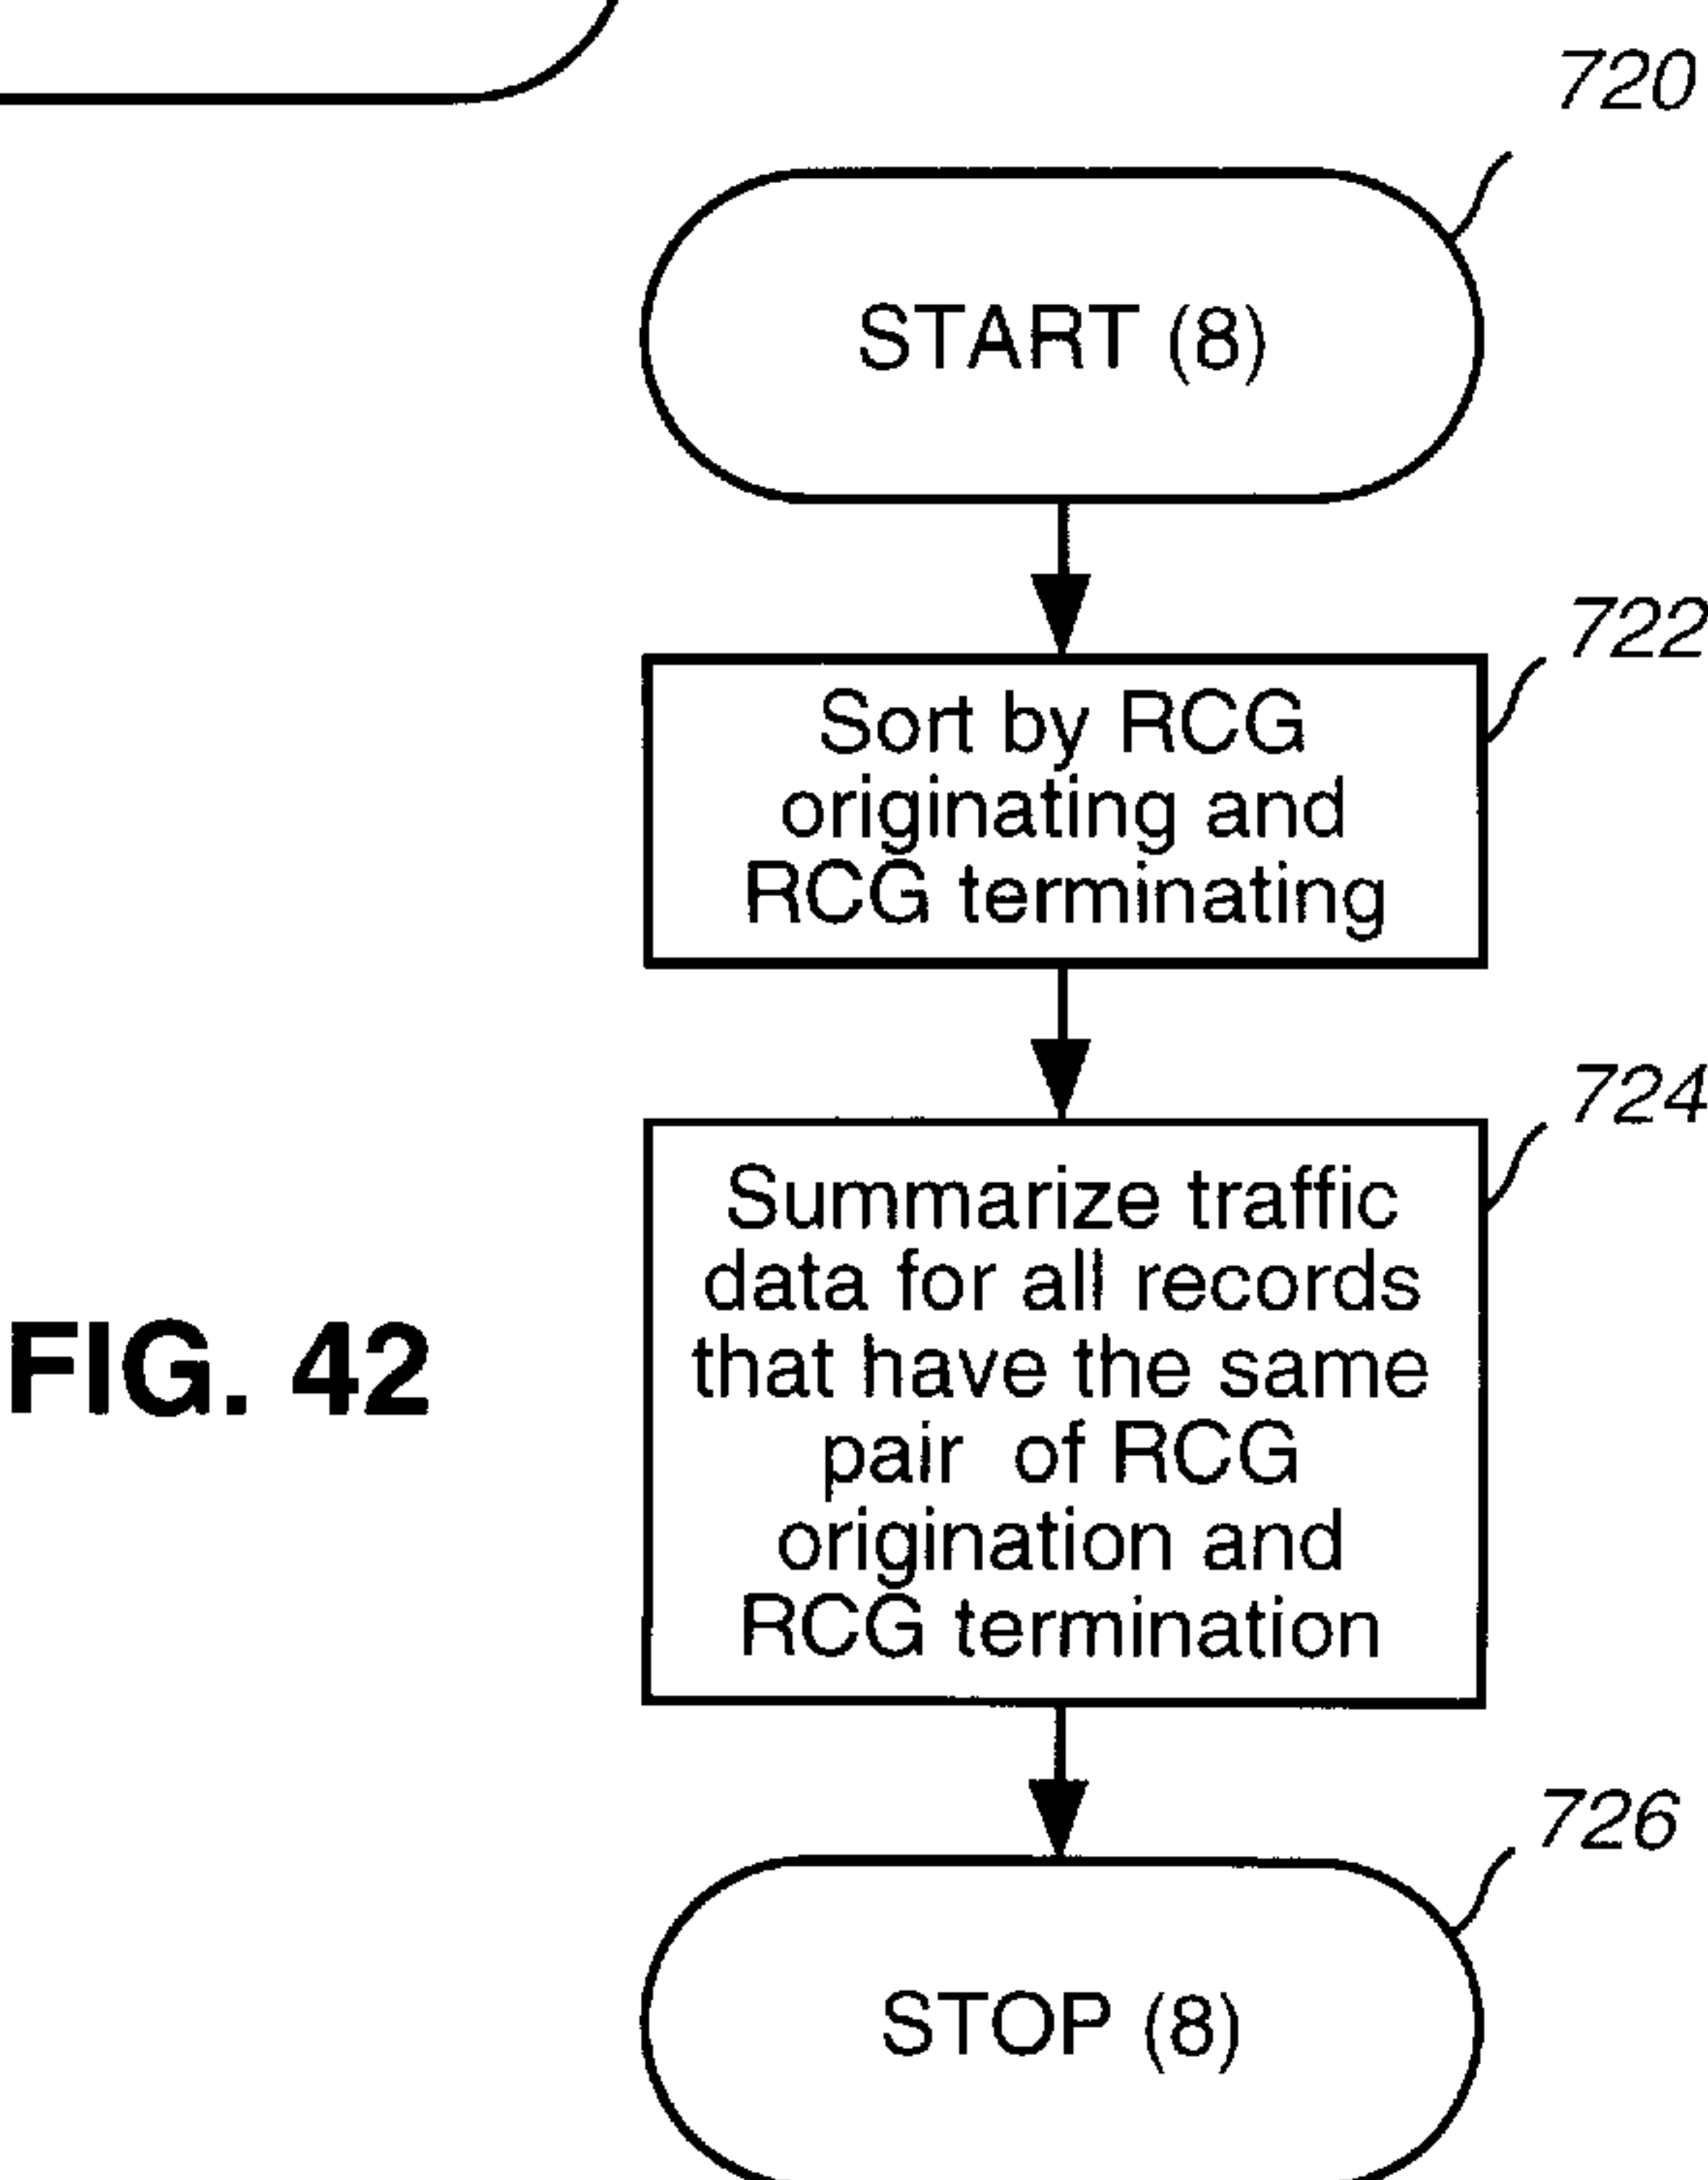 720
START (8)
722
Sort by RCG
originating and
RCG terminating
724
Summarize traffic
data for all records
that have the same
pair of RCG
origination and
RCG termination
FIG. 42
726
STOP (8)